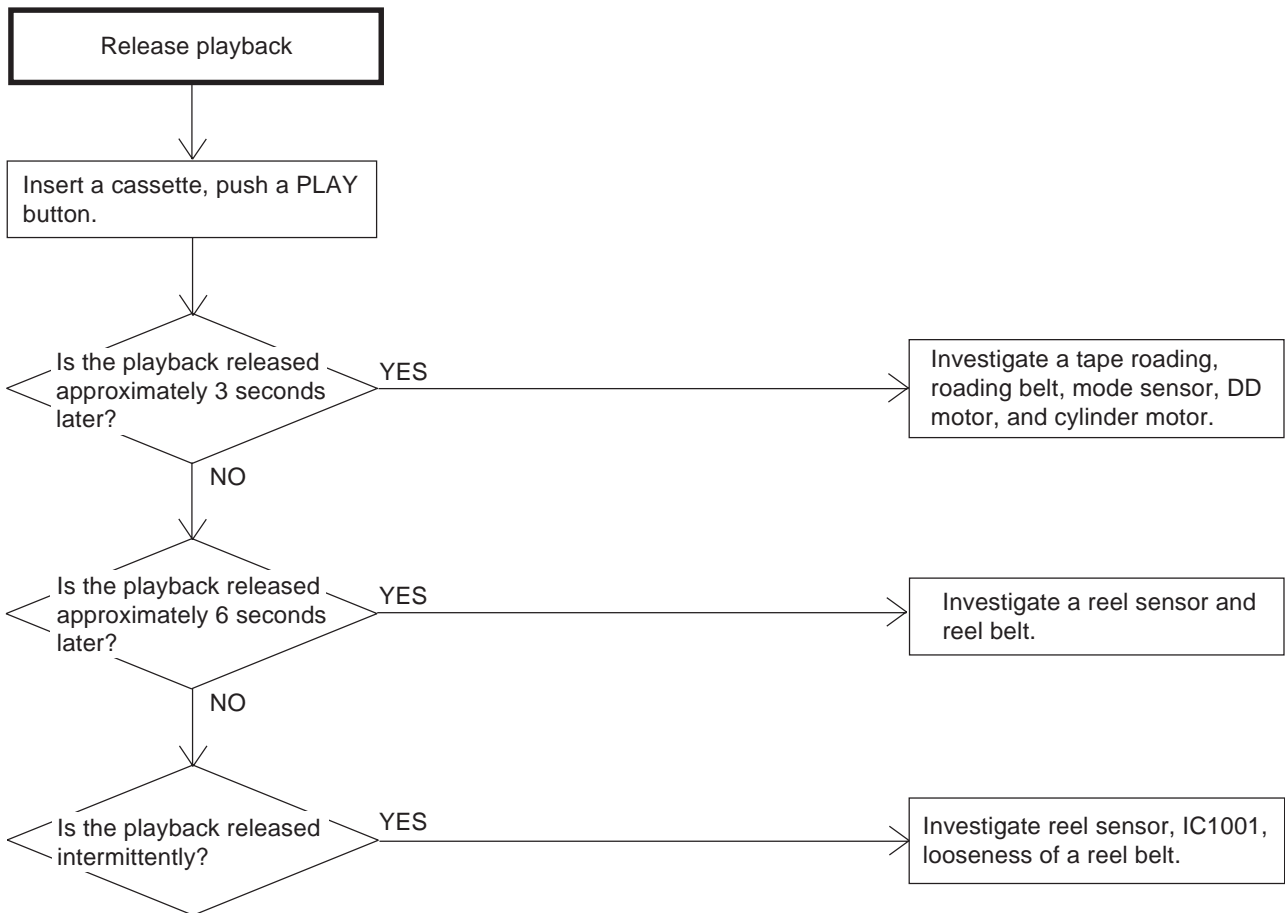 Release playback
Insert a cassette, push a PLAY
button.
Is the playback released
approximately 3 seconds
later?
YES
Investigate a tape roading,
roading belt, mode sensor, DD
motor, and cylinder motor.
NO
Is the playback released
approximately 6 seconds
later?
YES
Investigate a reel sensor and
reel belt.
NO
Is the playback released
intermittently?
YES
Investigate reel sensor, IC1001,
looseness of a reel belt.